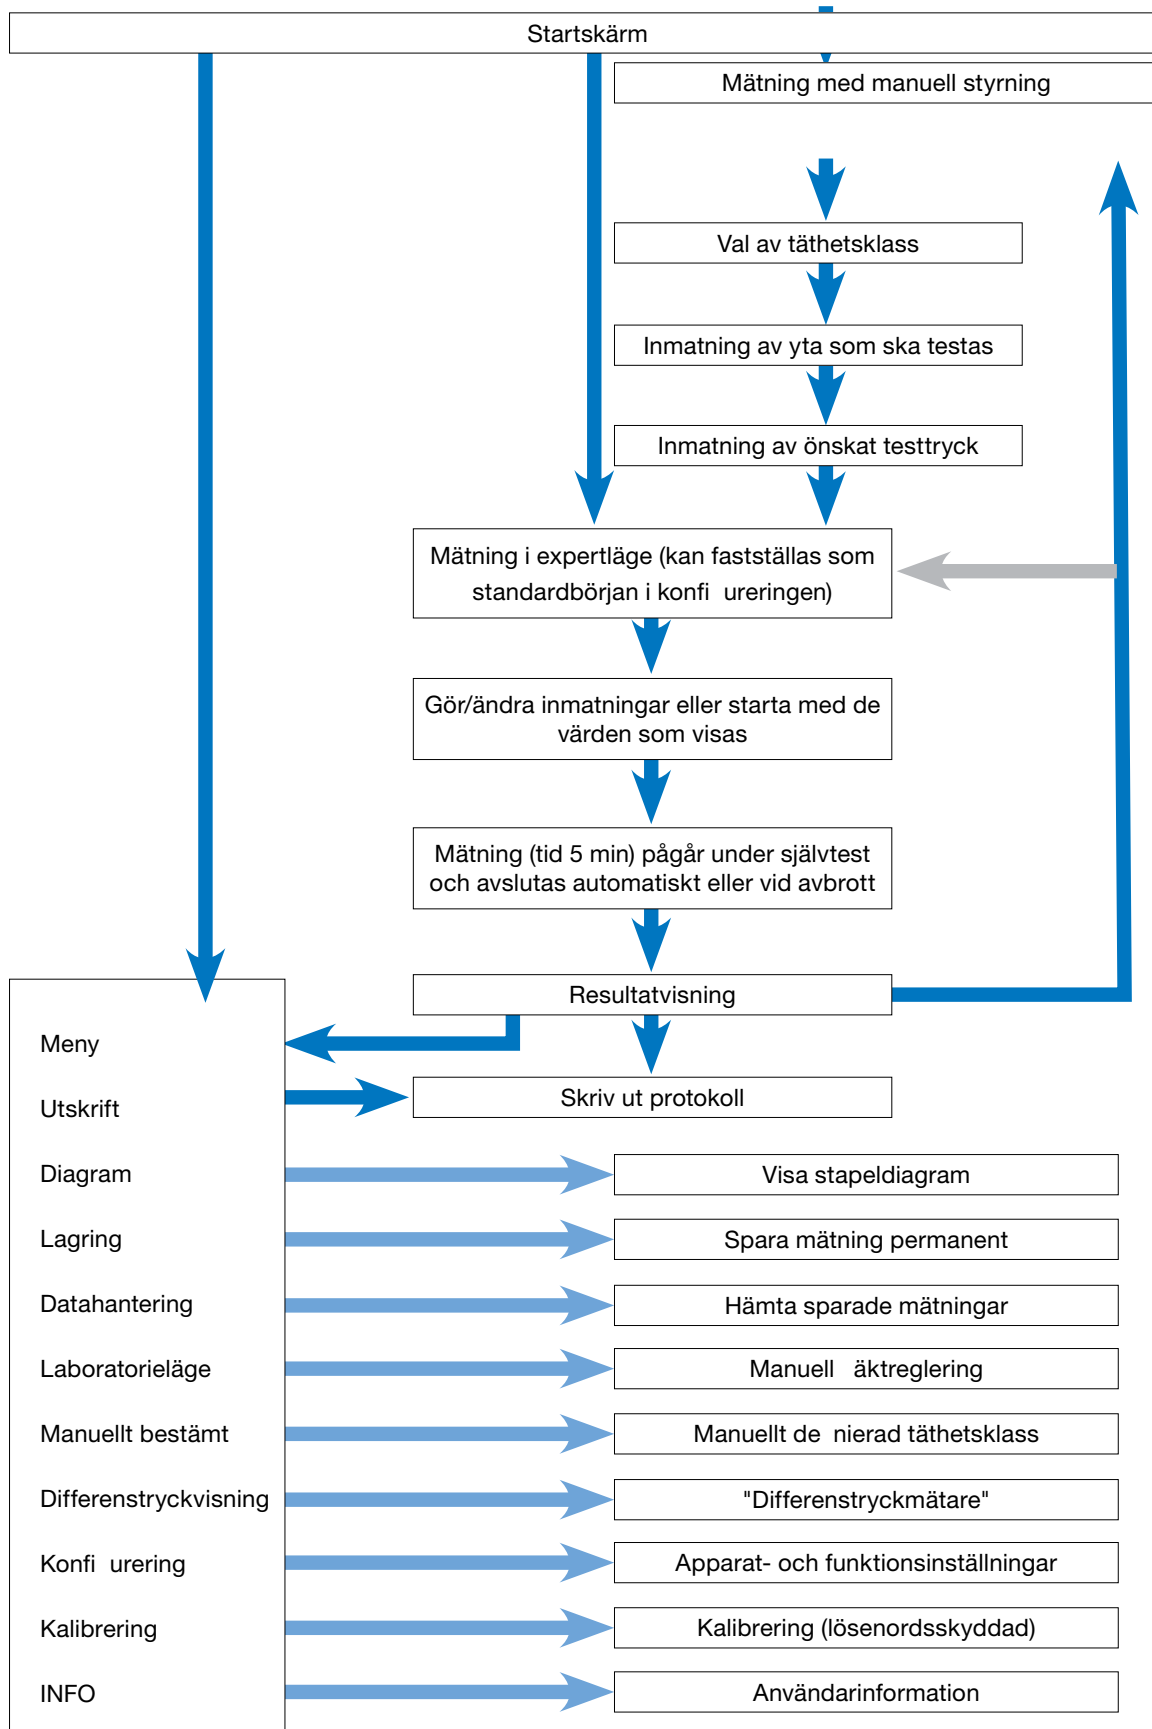 Startskärm
Mätning med manuell styrning
Val av täthetsklass
Inmatning av yta som ska testas
Inmatning av önskat testtryck
Mätning i expertläge (kan fastställas som
standardbörjan i konfi ureringen)
Gör/ändra inmatningar eller starta med de
värden som visas
Mätning (tid 5 min) pågår under självtest
och avslutas automatiskt eller vid avbrott
Resultatvisning
Meny
Utskrift
Skriv ut protokoll
Diagram
Visa stapeldiagram
Lagring
Spara mätning permanent
Datahantering
Hämta sparade mätningar
Laboratorieläge
Manuell äktreglering
Manuellt bestämt
Manuellt de nierad täthetsklass
Differenstryckvisning
"Differenstryckmätare"
Konfi urering
Apparat- och funktionsinställningar
Kalibrering
Kalibrering (lösenordsskyddad)
INFO
Användarinformation